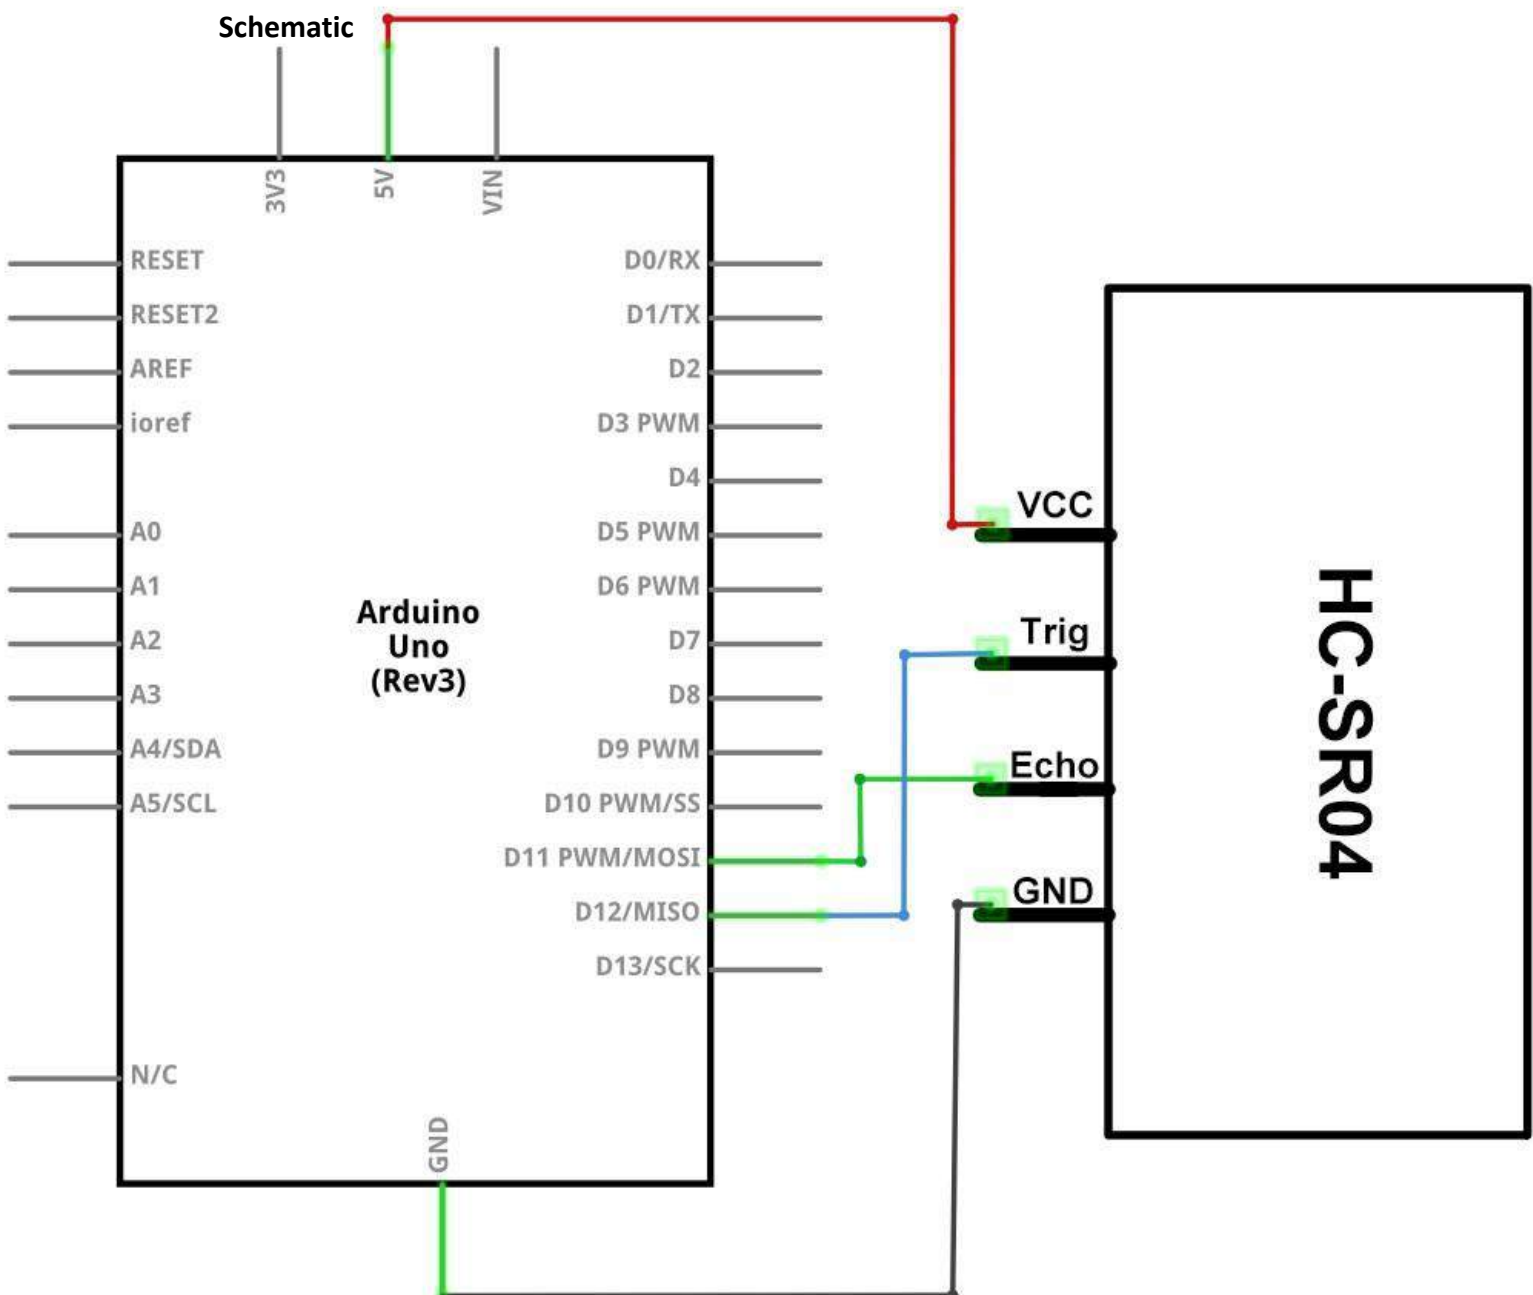 Schematic
3V3
5V
VIN
RESET
RESET2
AREF
ioref
A0
A1
A2
A3
A4/SDA
A5/SCL
N/C
Arduino
Uno
(Rev3)
D0/RX
D1/TX
D2
D3 PWM
D4
D5 PWM
D6 PWM
D7
D8
D9 PWM
D10 PWM/SS
D11 PWM/MOSI
D12/MISO
D13/SCK
GND
VCC
Trig
Echo
GND
HC-SR04